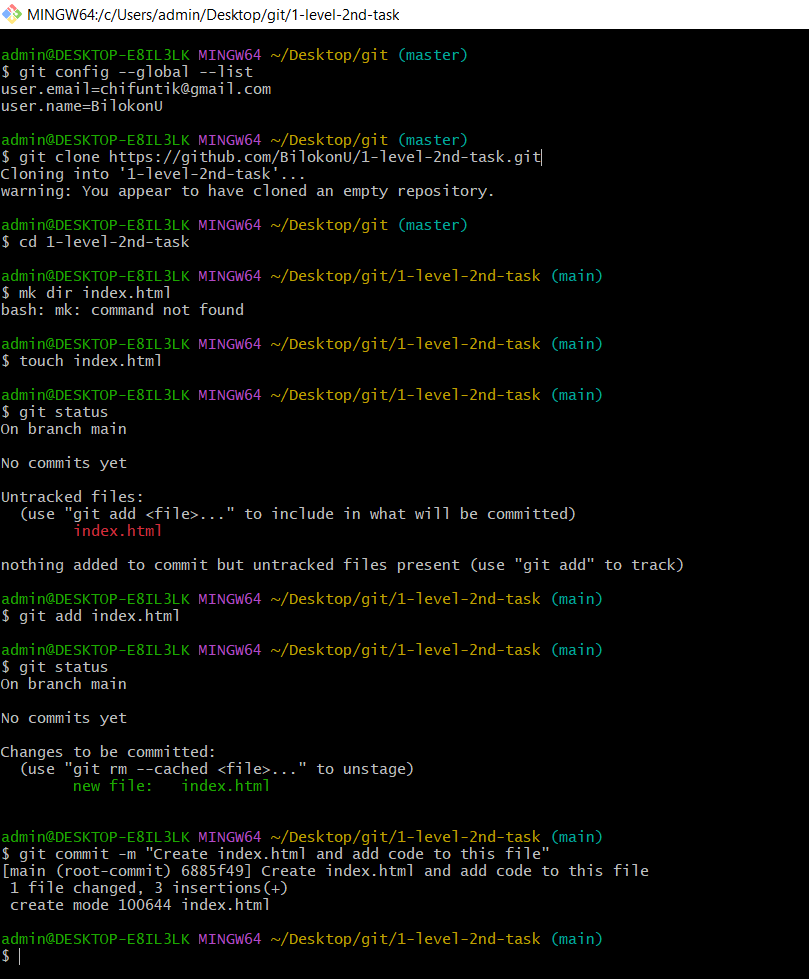 MINGW64:/c/Users/admin/Desktop/git/1-level-2nd-task
admin@DESKTOP-E8IL3LK MINGW64 ~/Desktop/git (master)
$ git config --global --list
user.email=chifuntik@gmail.com
user.name=BilokonU
admin@DESKTOP-E8IL3LK MINGW64 ~/Desktop/git (master)
$ git clone https://github.com/BilokonU/1-level-2nd-task.git
Cloning into '1-level-2nd-task'...
warning: You appear to have cloned an empty repository.
admin@DESKTOP-E8IL3LK MINGW64 ~/Desktop/git (master)
$ cd 1-level-2nd-task
admin@DESKTOP-E8IL3LK MINGW64 ~/Desktop/git/1-level-2nd-task (main)
$ mk dir index.html
bash: mk: command not found
admin@DESKTOP-E8IL3LK MINGW64 ~/Desktop/git/1-level-2nd-task (main)
$ touch index.html
admin@DESKTOP-E8IL3LK MINGW64 ~/Desktop/git/1-level-2nd-task (main)
$ git status
On branch main
No commits yet
Untracked files:
  (use "git add <file>..." to include in what will be committed)
        index.html
nothing added to commit but untracked files present (use "git add" to track)
admin@DESKTOP-E8IL3LK MINGW64 ~/Desktop/git/1-level-2nd-task (main)
$ git add index.html
admin@DESKTOP-E8IL3LK MINGW64 ~/Desktop/git/1-level-2nd-task (main)
$ git status
On branch main
No commits yet
Changes to be committed:
  (use "git rm --cached <file>..." to unstage)
        new file:   index.html
admin@DESKTOP-E8IL3LK MINGW64 ~/Desktop/git/1-level-2nd-task (main)
$ git commit -m "Create index.html and add code to this file"
[main (root-commit) 6885f49] Create index.html and add code to this file
 1 file changed, 3 insertions(+)
 create mode 100644 index.html
admin@DESKTOP-E8IL3LK MINGW64 ~/Desktop/git/1-level-2nd-task (main)
$